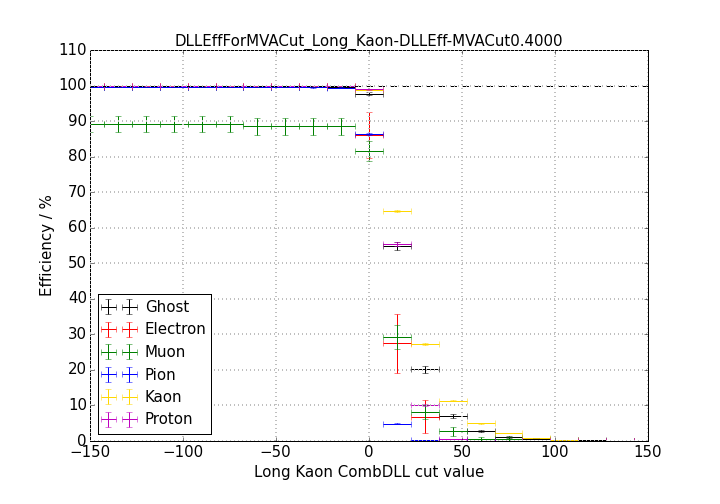 DLLEffForMVACut_Long_Kaon-DLLEff-MVACut0.4000
110
100
90
80
70
60
50
40
30
20
10
0
Efficiency / %
Ghost
Electron
Muon
Pion
Kaon
Proton
−150 −100 −50 0 50 100 150
Long Kaon CombDLL cut value